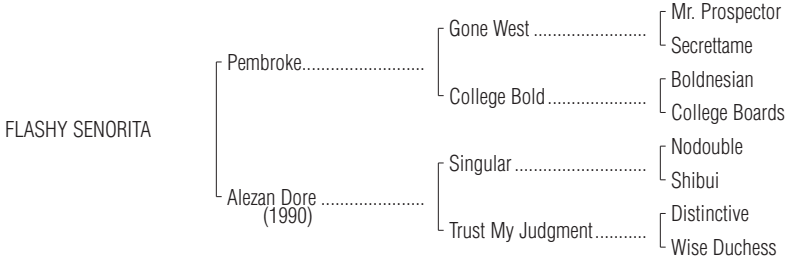 Mr. Prospector
Gone West ........................
Secrettame
Pembroke..........................
Boldnesian
College Bold.....................
College Boards
FLASHY SENORITA
Nodouble
Singular ............................
Shibui
Alezan Dore ......................
(1990)
Distinctive
Trust My Judgment...........
Wise Duchess